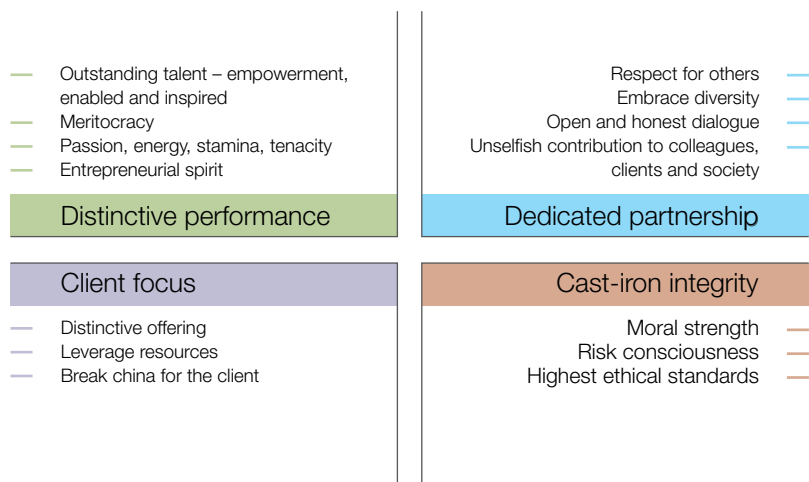 Outstanding talent – empowerment,
enabled and inspired
Meritocracy
Passion, energy, stamina, tenacity
Entrepreneurial spirit
Distinctive performance
Respect for others
Embrace diversity
Open and honest dialogue
Unselfish contribution to colleagues,
clients and society
Dedicated partnership
Client focus
Distinctive offering
Leverage resources
Break china for the client
Cast-iron integrity
Moral strength
Risk consciousness
Highest ethical standards